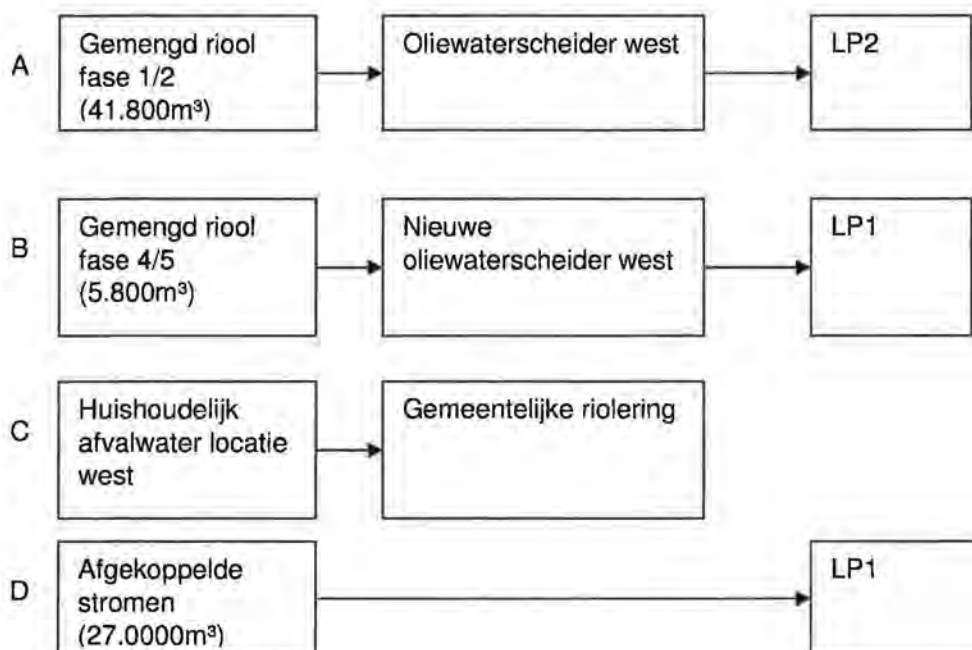 A
Gemengd riool
fase 1/2
(41.800m³)
Oliewaterscheider west
LP2
B
Gemengd riool
fase 4/5
(5.800m³)
Nieuwe
oliewaterscheider west
LP1
C
Huishoudelijk
afvalwater locatie
west
Gemeentelijke riolering
D
Afgekoppelde
stromen
(27.0000m³)
LP1